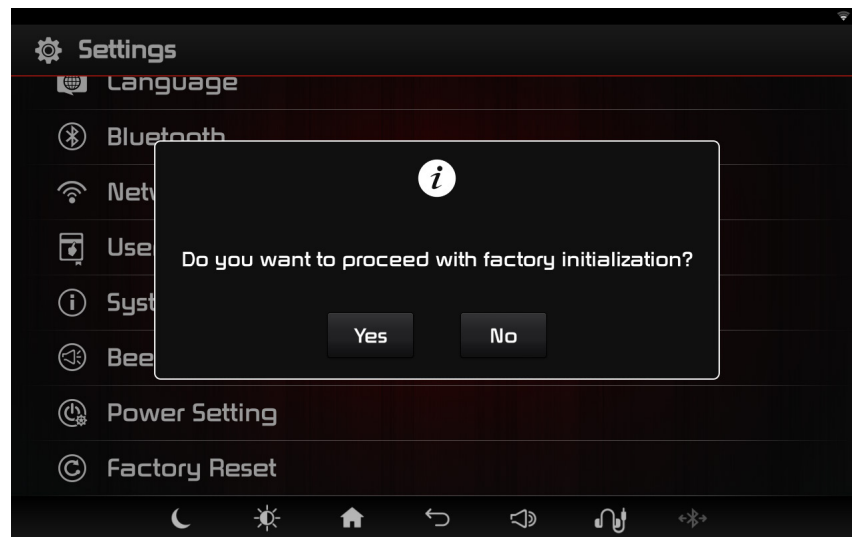 Settings
Language
Bluetooth
Do you want to proceed with factory initialization?
Yes
No
Power Setting
Factory Reset